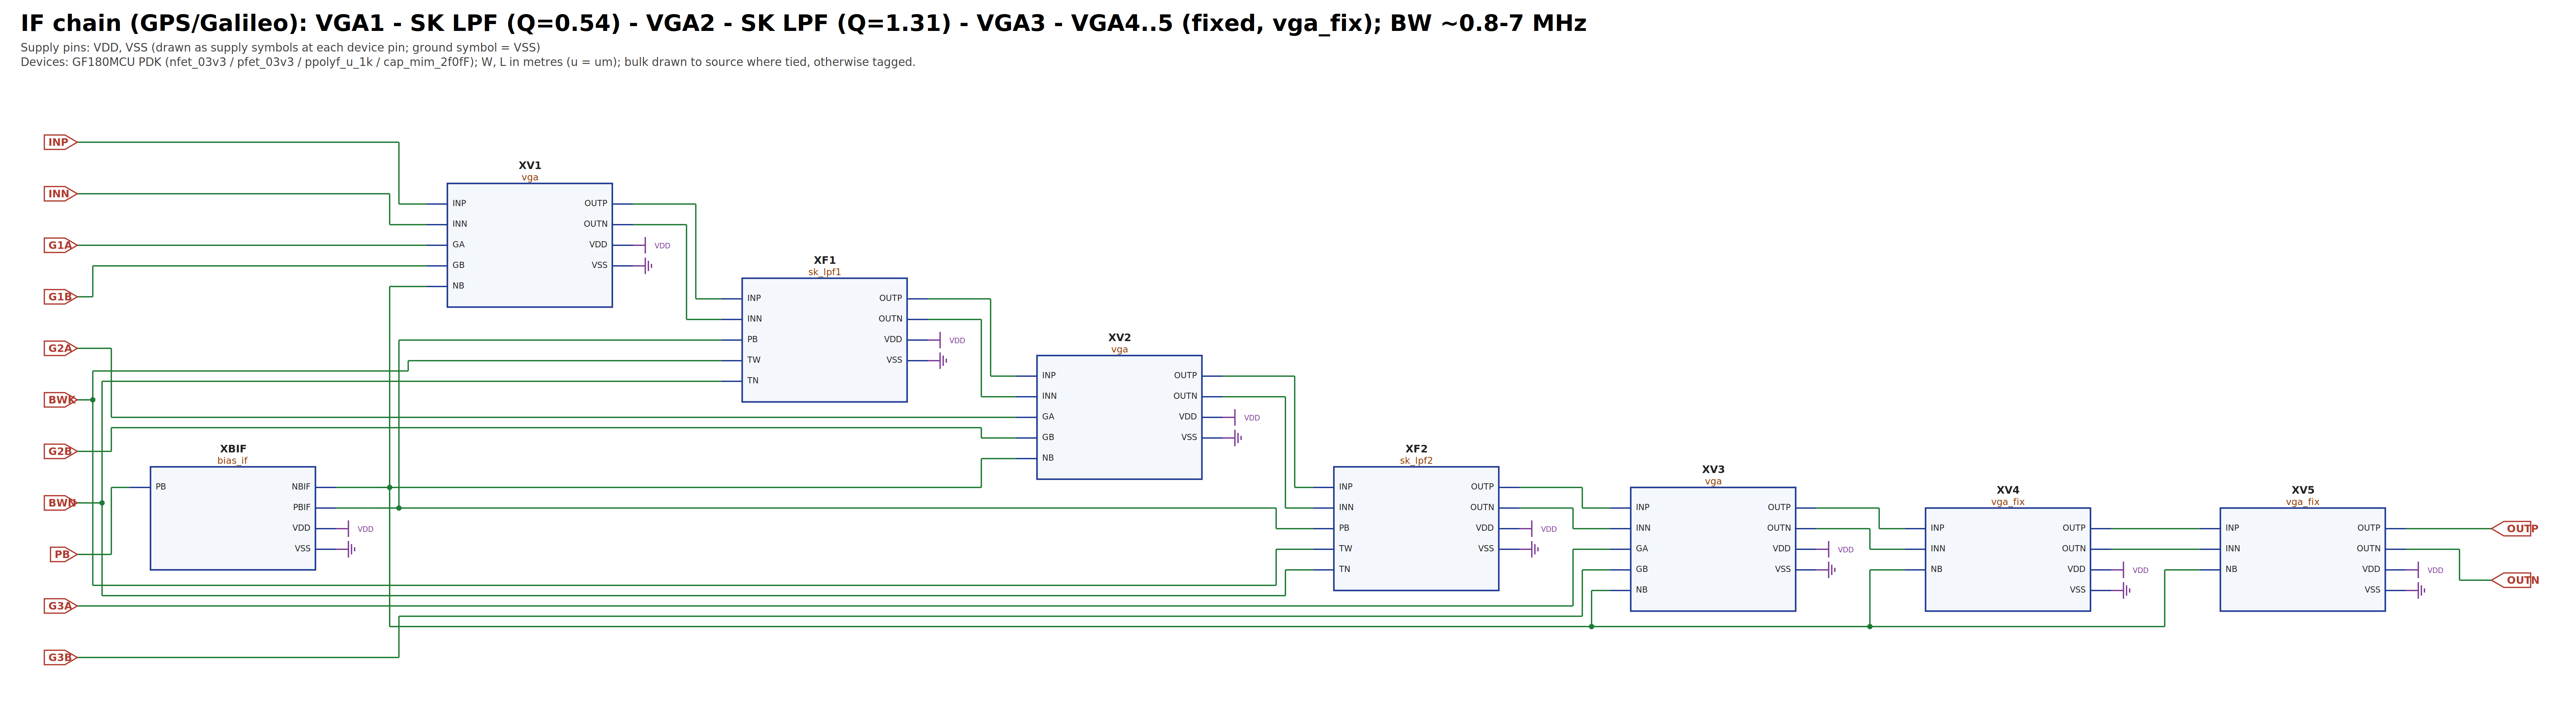 IF chain (GPS/Galileo): VGA1 - SK LPF (Q=0.54) - VGA2 - SK LPF (Q=1.31) - VGA3 - VGA4..5 (fixed, vga_fix); BW ~0.8-7 MHz
Supply pins: VDD, VSS (drawn as supply symbols at each device pin; ground symbol = VSS)
Devices: GF180MCU PDK (nfet_03v3 / pfet_03v3 / ppolyf_u_1k / cap_mim_2f0fF); W, L in metres (u = um); bulk drawn to source where tied, otherwise tagged.
INP
INN
G1A
G1B
G2A
BWK
G2B
BWN
PB
G3A
G3B
XBIF
bias_if
PB
NBIF
PBIF
VDD
VSS
VDD
XV1
vga
INP
INN
GA
GB
NB
OUTP
OUTN
VDD
VSS
VDD
XF1
sk_lpf1
INP
INN
PB
TW
TN
OUTP
OUTN
VDD
VSS
VDD
XV2
vga
INP
INN
GA
GB
NB
OUTP
OUTN
VDD
VSS
VDD
XF2
sk_lpf2
INP
INN
PB
TW
TN
OUTP
OUTN
VDD
VSS
VDD
XV3
vga
INP
INN
GA
GB
NB
OUTP
OUTN
VDD
VSS
VDD
XV4
vga_fix
INP
INN
NB
OUTP
OUTN
VDD
VSS
VDD
XV5
vga_fix
INP
INN
NB
OUTP
OUTN
VDD
VSS
VDD
OUTP
OUTN